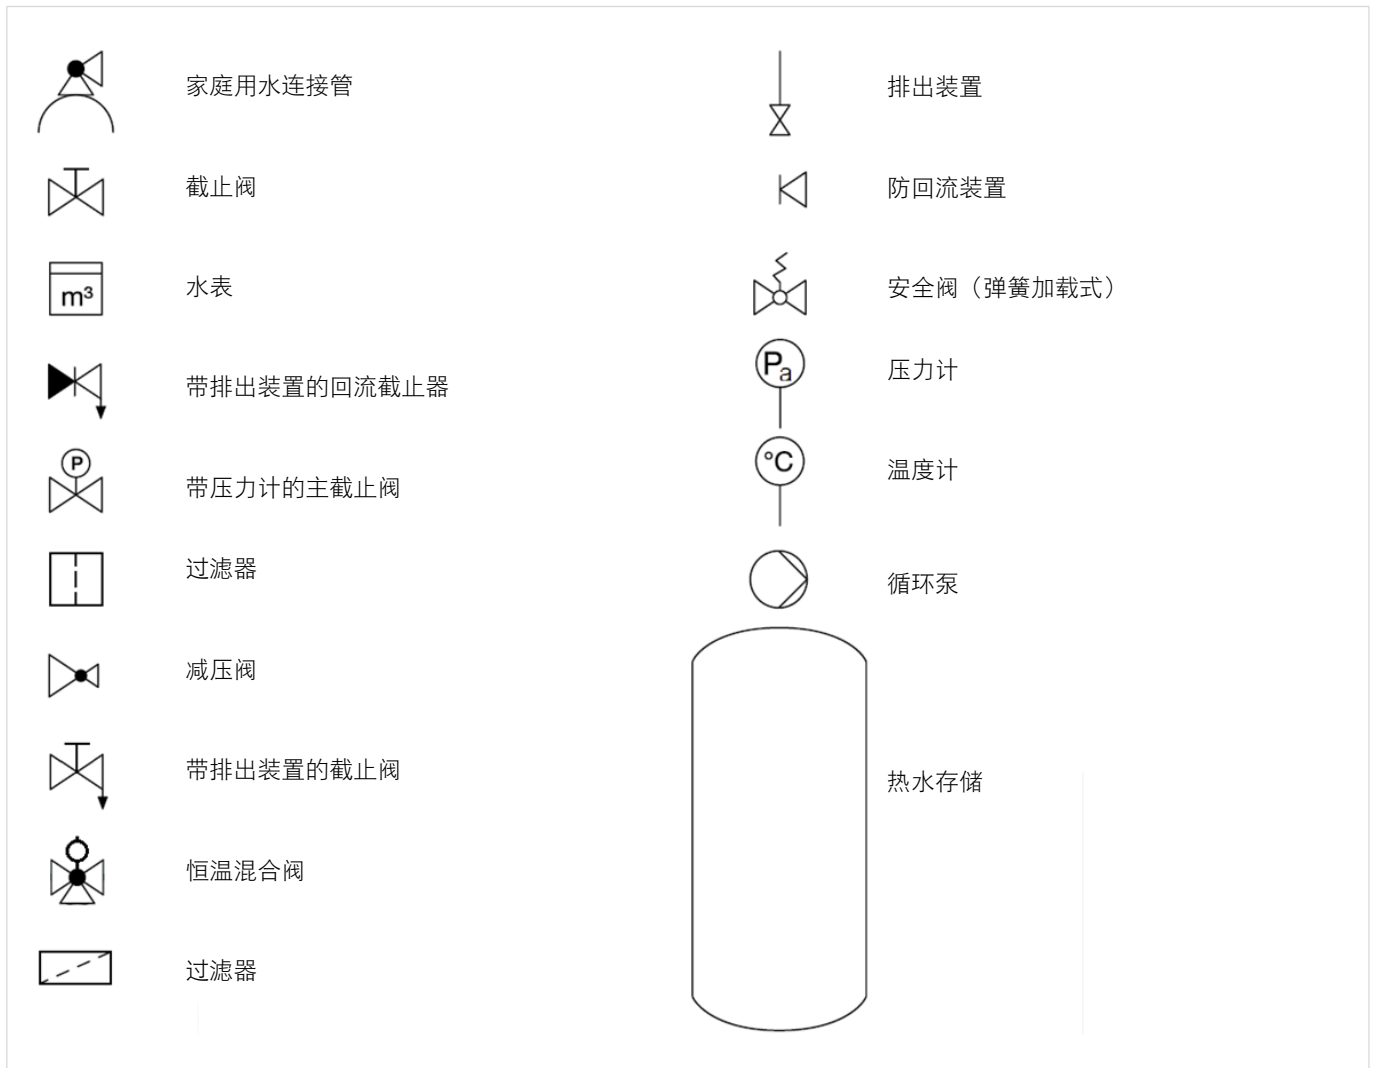 家庭用水连接管
截止阀
m³
水表
带排出装置的回流截止器
P
带压力计的主截止阀
过滤器
减压阀
带排出装置的截止阀
恒温混合阀
过滤器
排出装置
防回流装置
安全阀（弹簧加载式）
Pa
压力计
°C
温度计
循环泵
热水存储